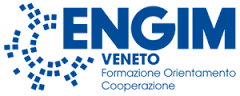 ENGIM
VENETO
Formazione Orientamento
Cooperazione